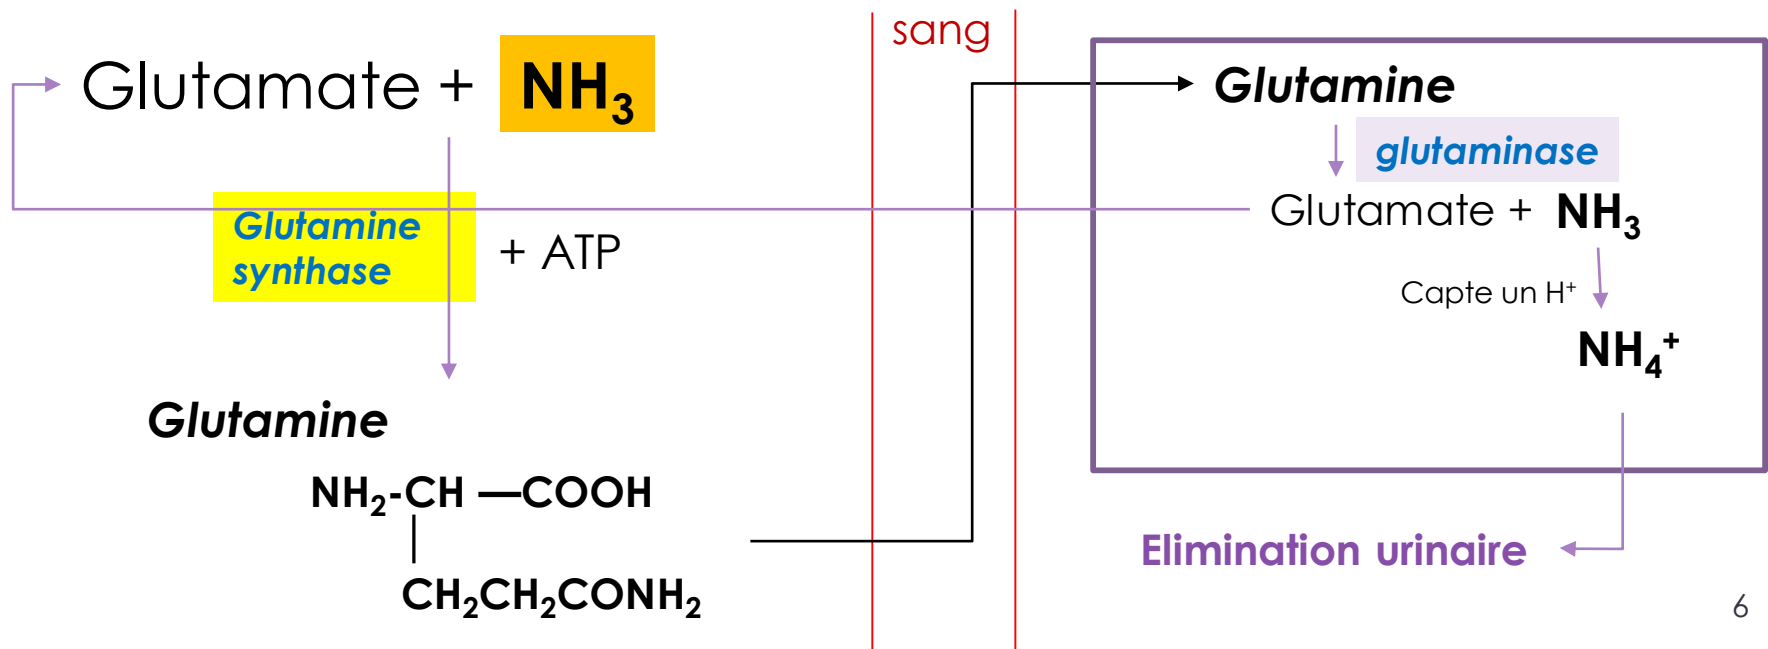 sang
Glutamate + NH₃
Glutamine
synthase
+ ATP
Glutamine
NH₂-CH —COOH
|
CH₂CH₂CONH₂
Glutamine
glutaminase
Glutamate + NH₃
Capte un H⁺
NH₄⁺
Elimination urinaire
6